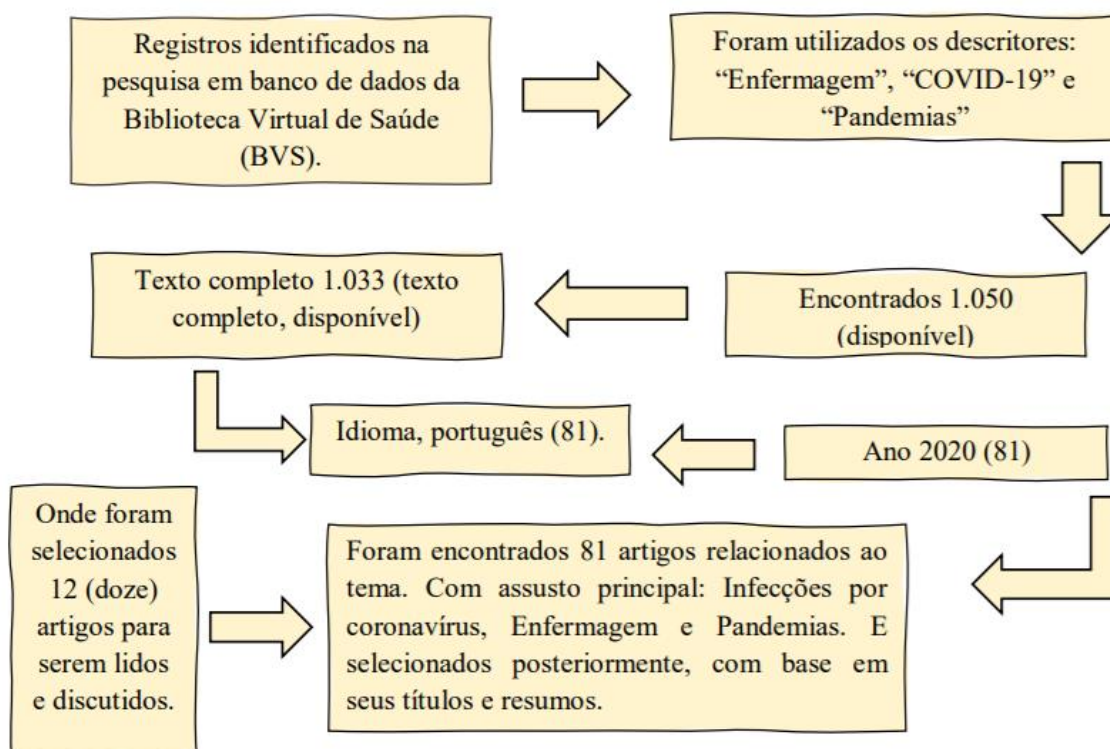 Registros identificados na
pesquisa em banco de dados da
Biblioteca Virtual de Saúde
(BVS).
Foram utilizados os descritores:
“Enfermagem”, “COVID-19” e
“Pandemias”
Encontrados 1.050
(disponível)
Texto completo 1.033 (texto
completo, disponível)
Idioma, português (81).
Ano 2020 (81)
Onde foram
selecionados
12 (doze)
artigos para
serem lidos
e discutidos.
Foram encontrados 81 artigos relacionados ao
tema. Com assusto principal: Infecções por
coronavírus, Enfermagem e Pandemias. E
selecionados posteriormente, com base em
seus títulos e resumos.